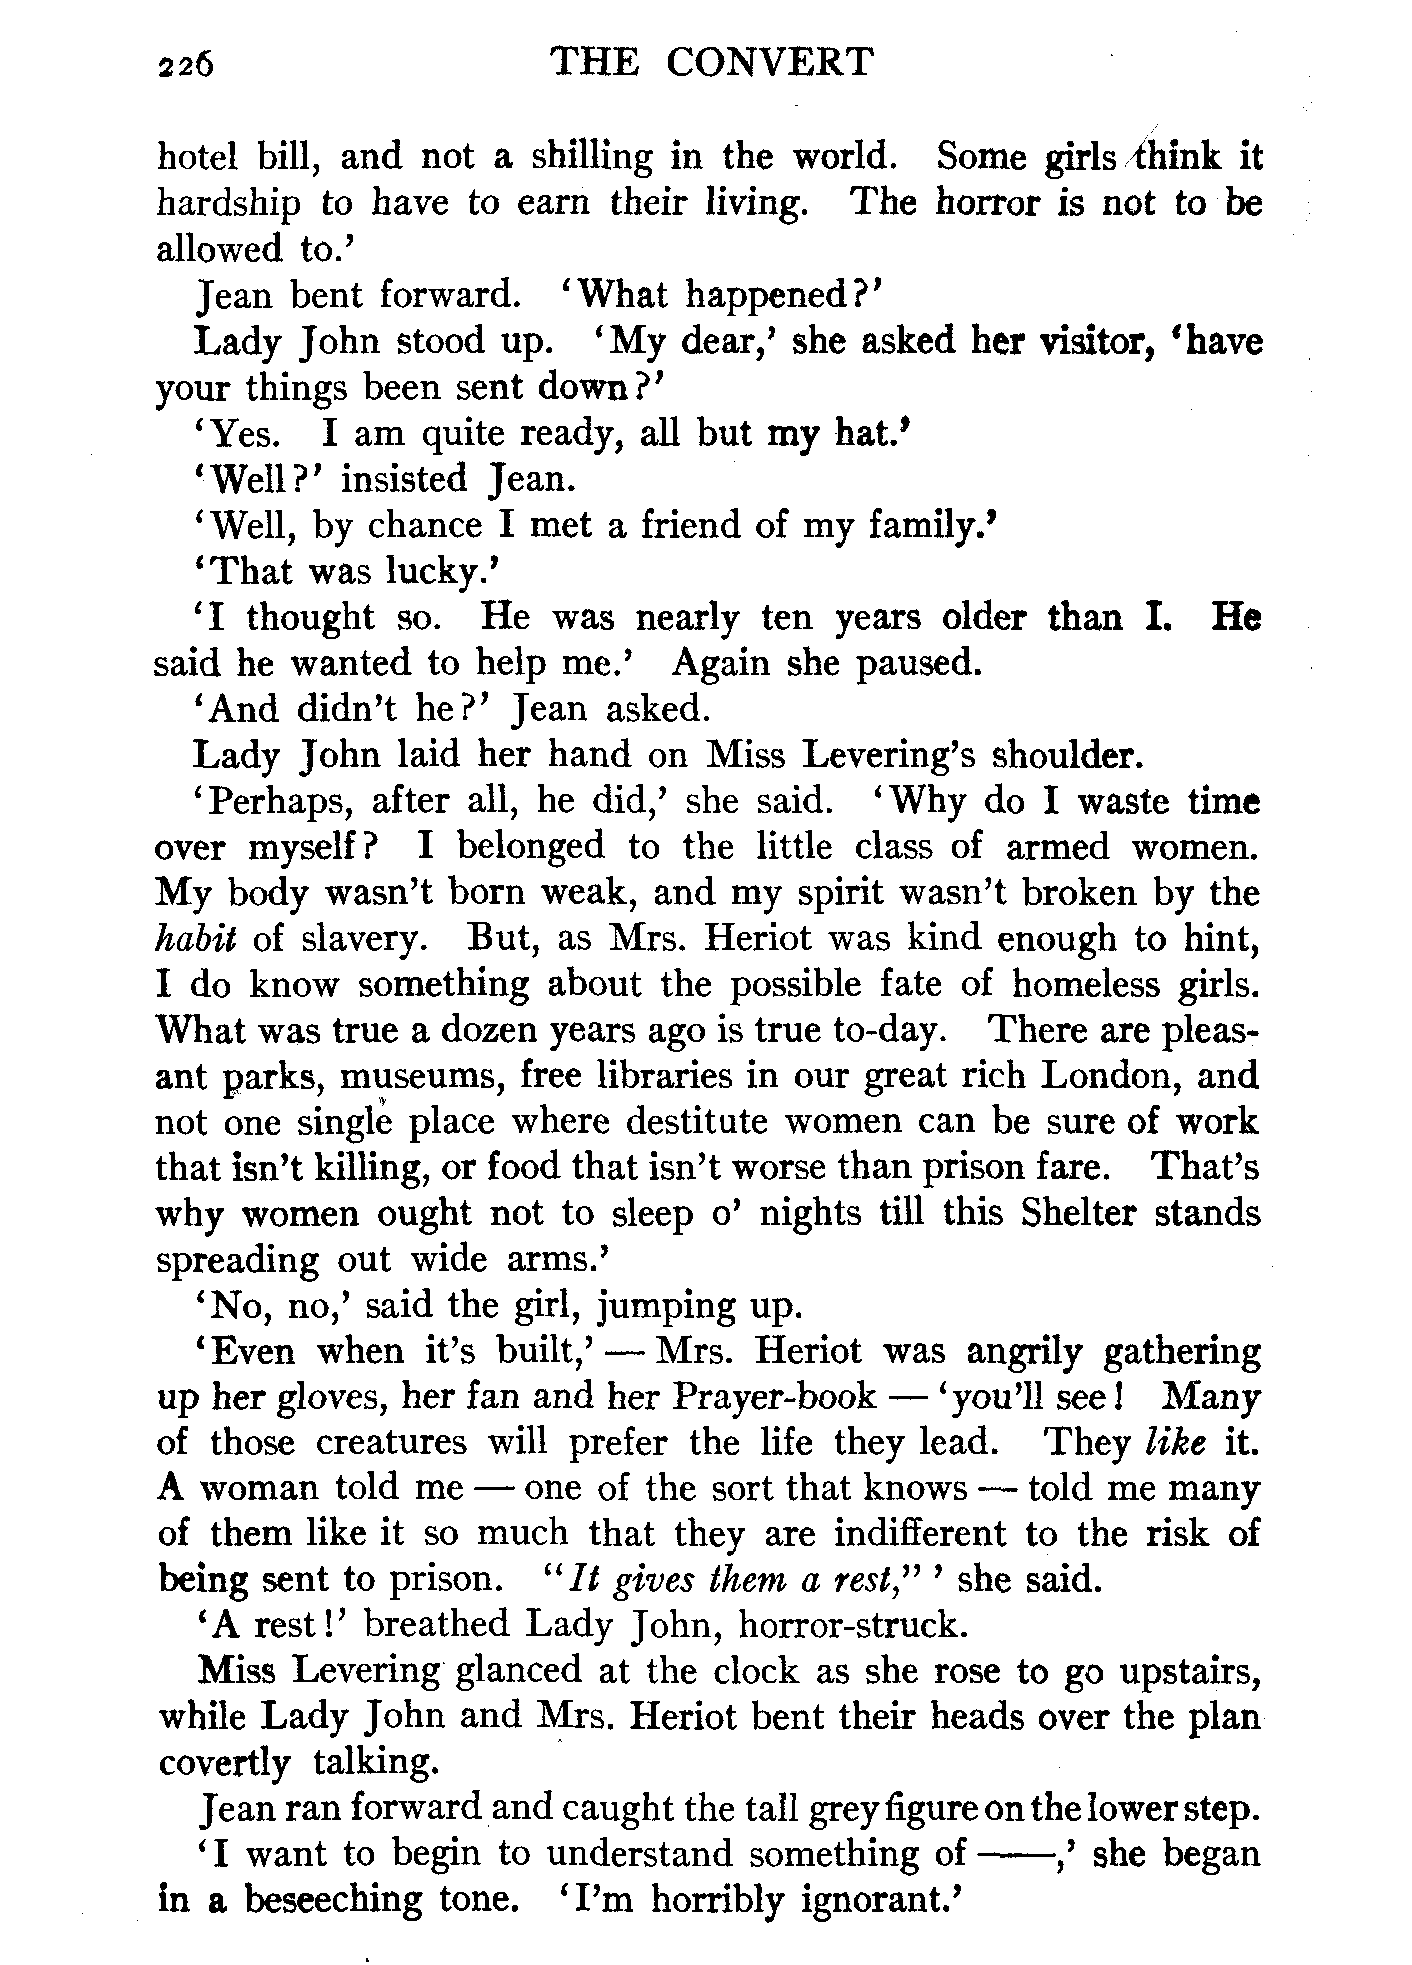 226 THE CONVERT
hotel bill, and not a shilling in the world. Some girls think it
hardship to have to earn their living. The horror is not to be
allowed to.’
Jean bent forward. ‘What happened?’
Lady John stood up. ‘My dear,’ she asked her visitor, ‘have
your things been sent down?’
‘Yes. I am quite ready, all but my hat.’
‘Well?’ insisted Jean.
‘Well, by chance I met a friend of my family.’
‘That was lucky.’
‘I thought so. He was nearly ten years older than I. He
said he wanted to help me.’ Again she paused.
‘And didn’t he?’ Jean asked.
Lady John laid her hand on Miss Levering’s shoulder.
‘Perhaps, after all, he did,’ she said. ‘Why do I waste time
over myself? I belonged to the little class of armed women.
My body wasn’t born weak, and my spirit wasn’t broken by the
habit of slavery. But, as Mrs. Heriot was kind enough to hint,
I do know something about the possible fate of homeless girls.
What was true a dozen years ago is true to-day. There are pleas-
ant parks, museums, free libraries in our great rich London, and
not one single place where destitute women can be sure of work
that isn’t killing, or food that isn’t worse than prison fare. That’s
why women ought not to sleep o’ nights till this Shelter stands
spreading out wide arms.’
‘No, no,’ said the girl, jumping up.
‘Even when it’s built,’ — Mrs. Heriot was angrily gathering
up her gloves, her fan and her Prayer-book — ‘you’ll see! Many
of those creatures will prefer the life they lead. They like it.
A woman told me — one of the sort that knows — told me many
of them like it so much that they are indifferent to the risk of
being sent to prison. “It gives them a rest,” ’ she said.
‘A rest!’ breathed Lady John, horror-struck.
Miss Levering glanced at the clock as she rose to go upstairs,
while Lady John and Mrs. Heriot bent their heads over the plan
covertly talking.
Jean ran forward and caught the tall grey figure on the lower step.
‘I want to begin to understand something of ——,’ she began
in a beseeching tone. ‘I’m horribly ignorant.’